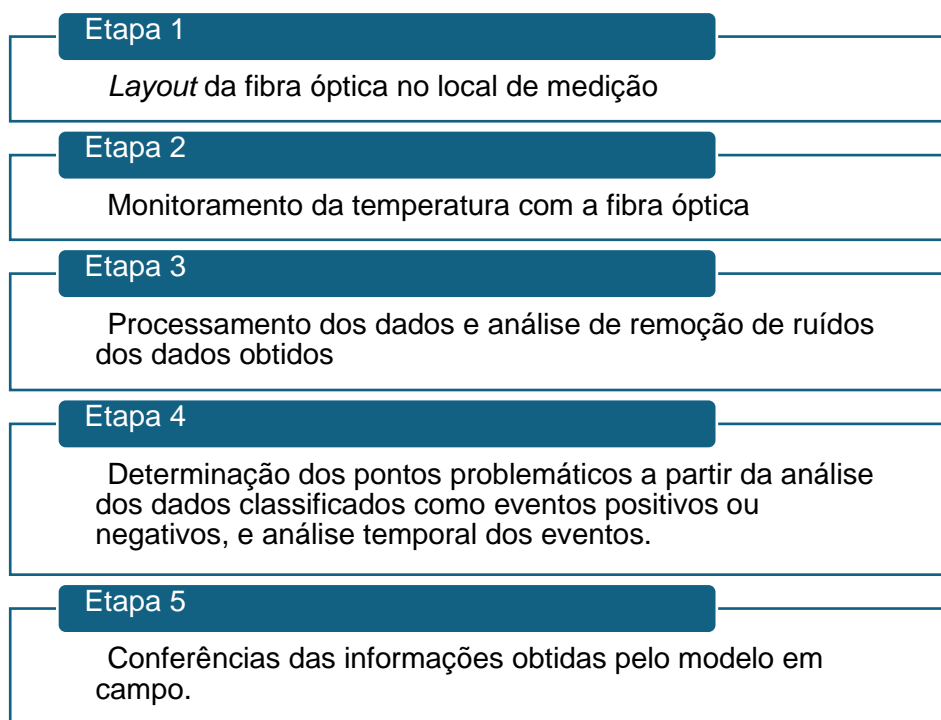 Etapa 1
Layout da fibra óptica no local de medição
Etapa 2
Monitoramento da temperatura com a fibra óptica
Etapa 3
Processamento dos dados e análise de remoção de ruídos
dos dados obtidos
Etapa 4
Determinação dos pontos problemáticos a partir da análise
dos dados classificados como eventos positivos ou
negativos, e análise temporal dos eventos.
Etapa 5
Conferências das informações obtidas pelo modelo em
campo.